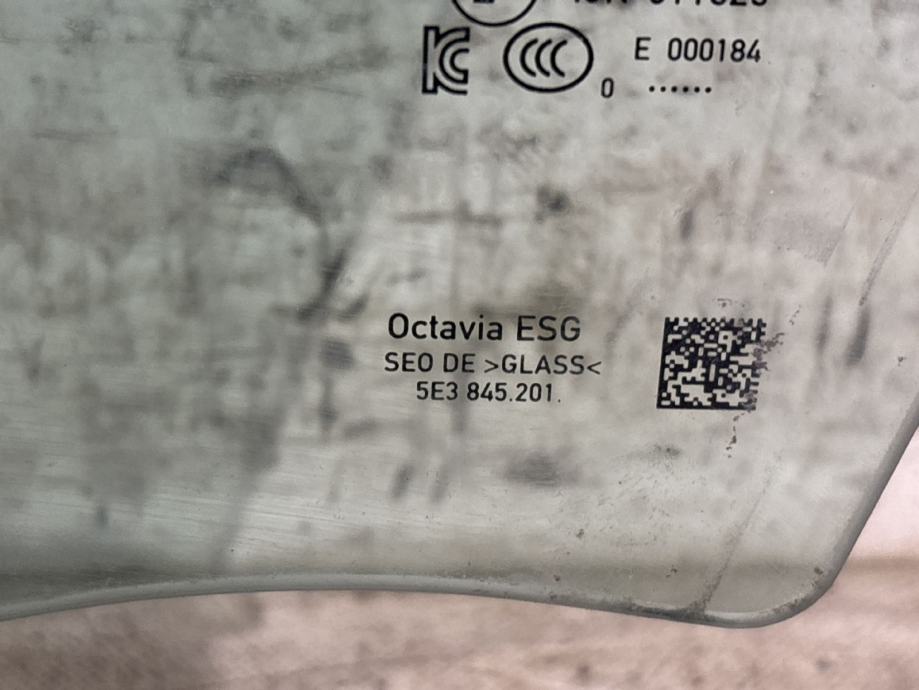 E 000184
0 ......
Octavia ESG
SEO DE >GLASS<
5E3 845.201.